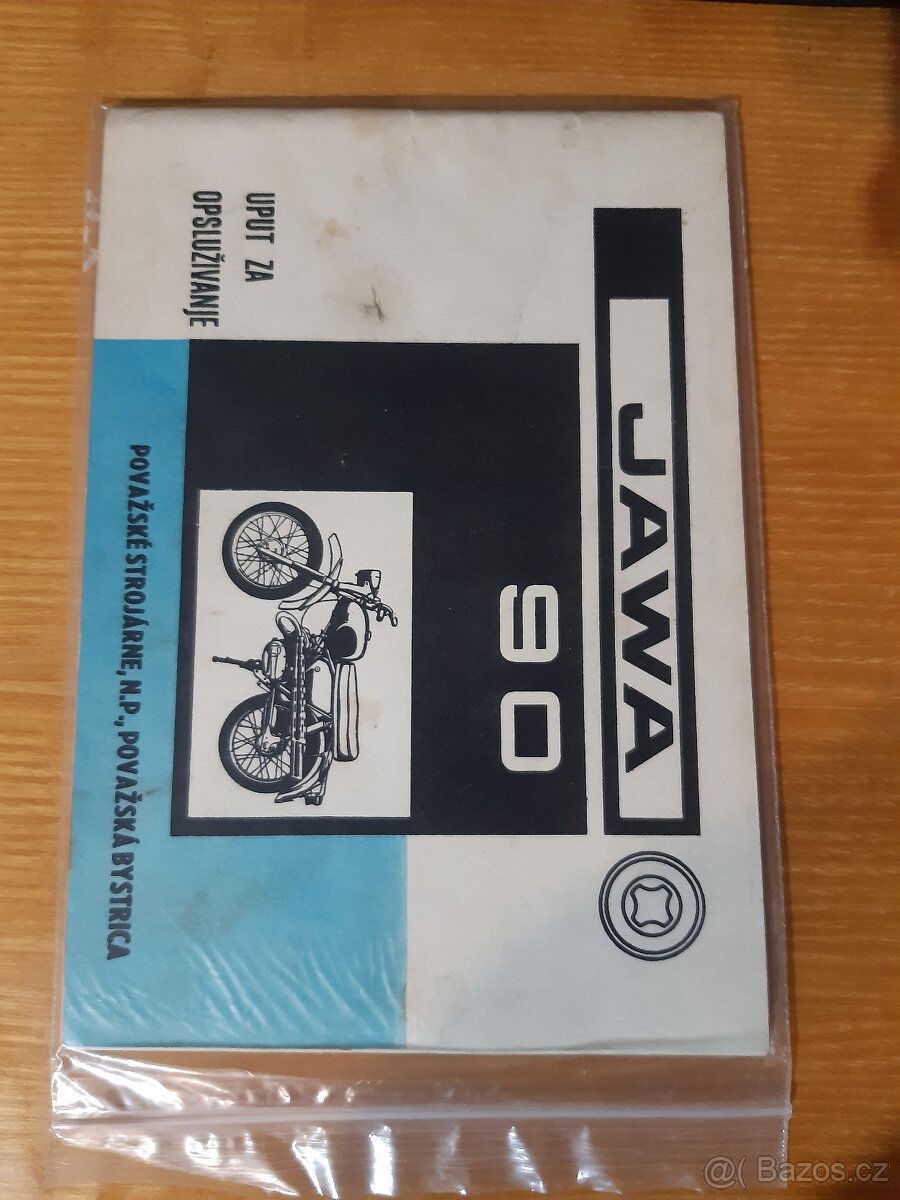 JAWA
90
UPUT ZA
OPSLUŽIVANJE
POVAŽSKÉ STROJÁRNE, N.P., POVAŽSKÁ BYSTRICA
@( Bazos.cz